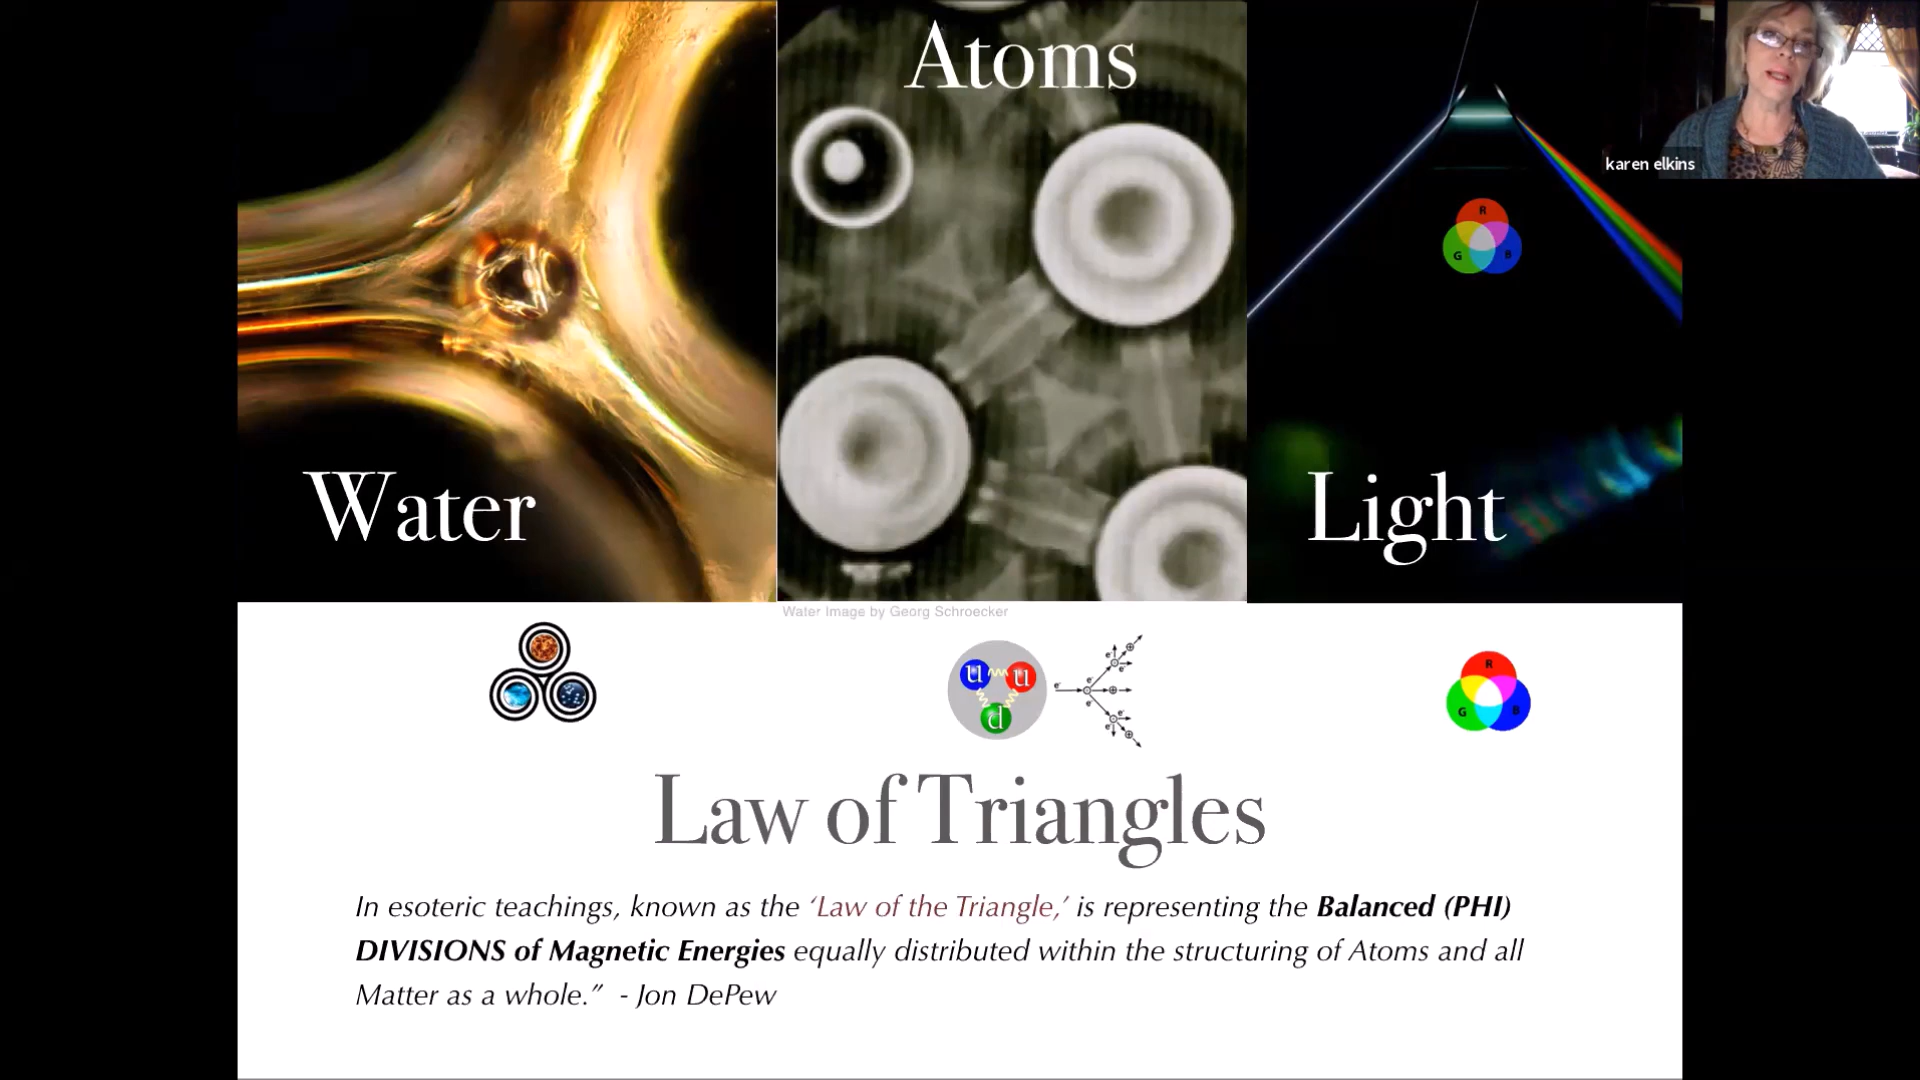 Atoms
karen elkins
R
G B
Water
Light
Water Image by Georg Schroecker
u u
d
e⁻ e⁻ e⁻ e⁻ e⁻ e⁻ e⁻
R
G B
Law of Triangles
In esoteric teachings, known as the ‘Law of the Triangle,’ is representing the Balanced (PHI)
DIVISIONS of Magnetic Energies equally distributed within the structuring of Atoms and all
Matter as a whole.” - Jon DePew